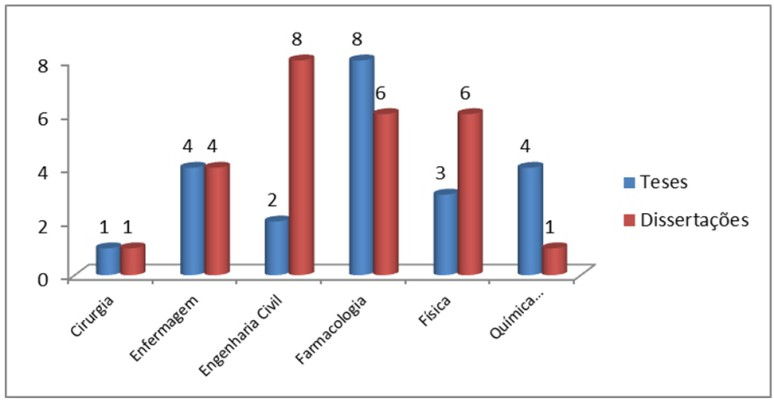 8
6
4
2
0
1 1
4 4
2 8
8 6
3 6
4 1
Cirurgia
Enfermagem
Engenharia Civil
Farmacologia
Física
Química...
Teses
Dissertações